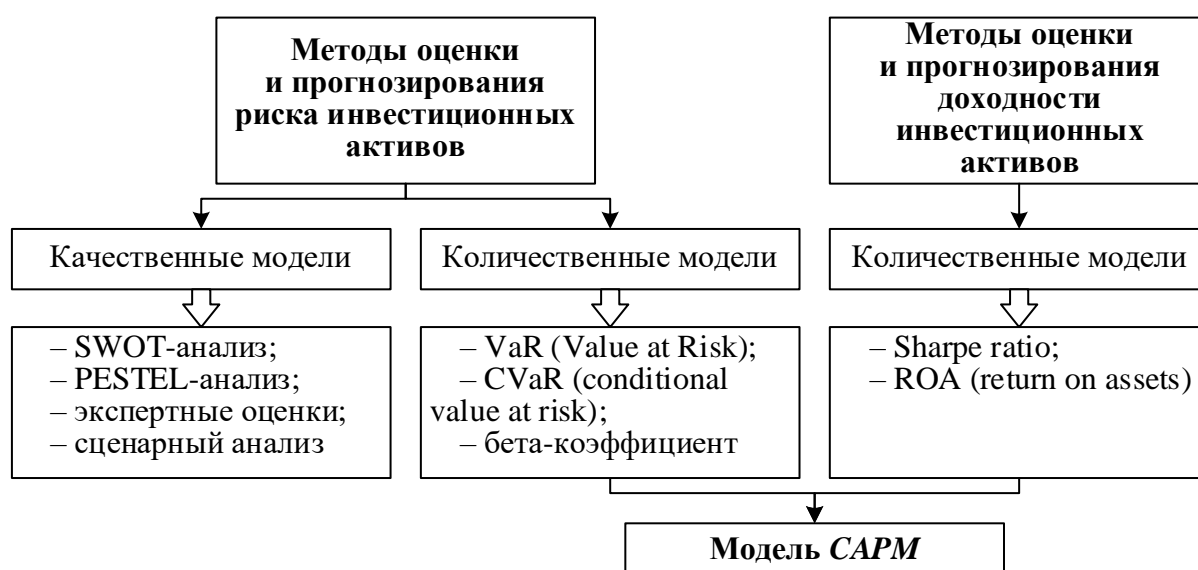 Методы оценки
и прогнозирования
риска инвестиционных
активов
Методы оценки
и прогнозирования
доходности
инвестиционных
активов
Качественные модели
Количественные модели
Количественные модели
– SWOT-анализ;
– PESTEL-анализ;
– экспертные оценки;
– сценарный анализ
– VaR (Value at Risk);
– CVaR (conditional
value at risk);
– бета-коэффициент
– Sharpe ratio;
– ROA (return on assets)
Модель CAPM